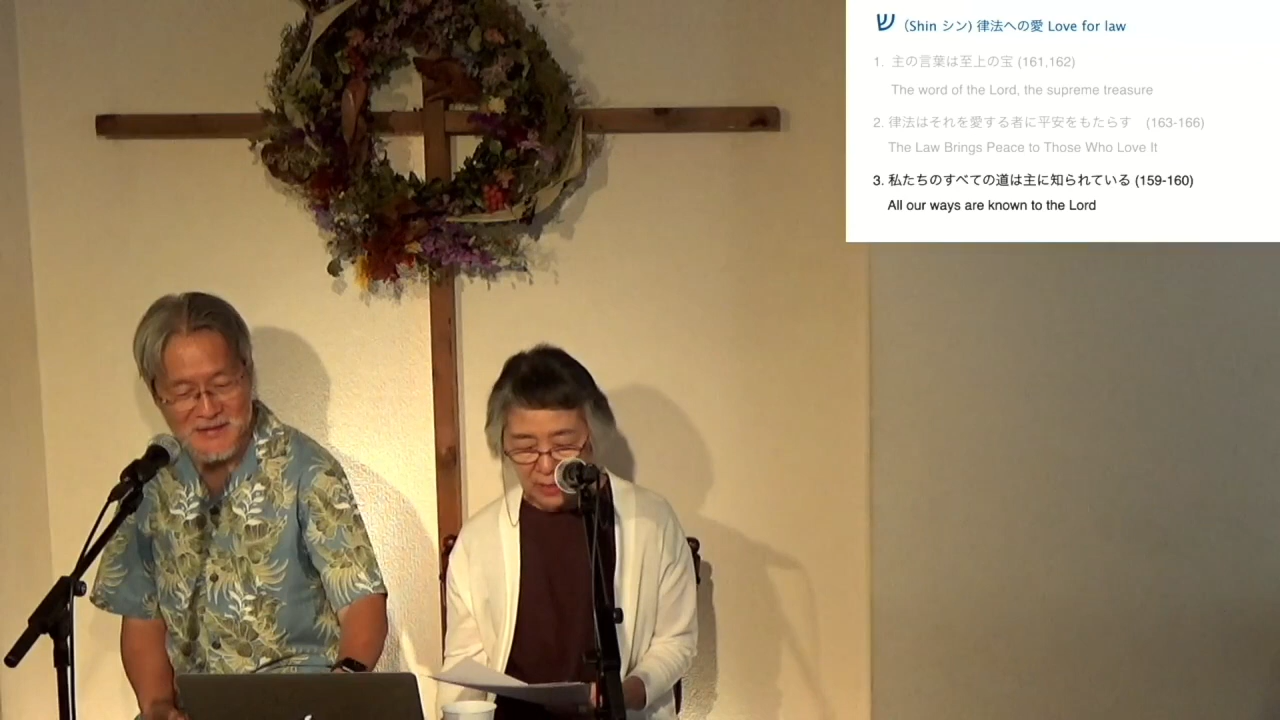 ש (Shin シン) 律法への愛 Love for law
1. 主の言葉は至上の宝 (161,162)
The word of the Lord, the supreme treasure
2. 律法はそれを愛する者に平安をもたらす (163-166)
The Law Brings Peace to Those Who Love It
3. 私たちのすべての道は主に知られている (159-160)
All our ways are known to the Lord